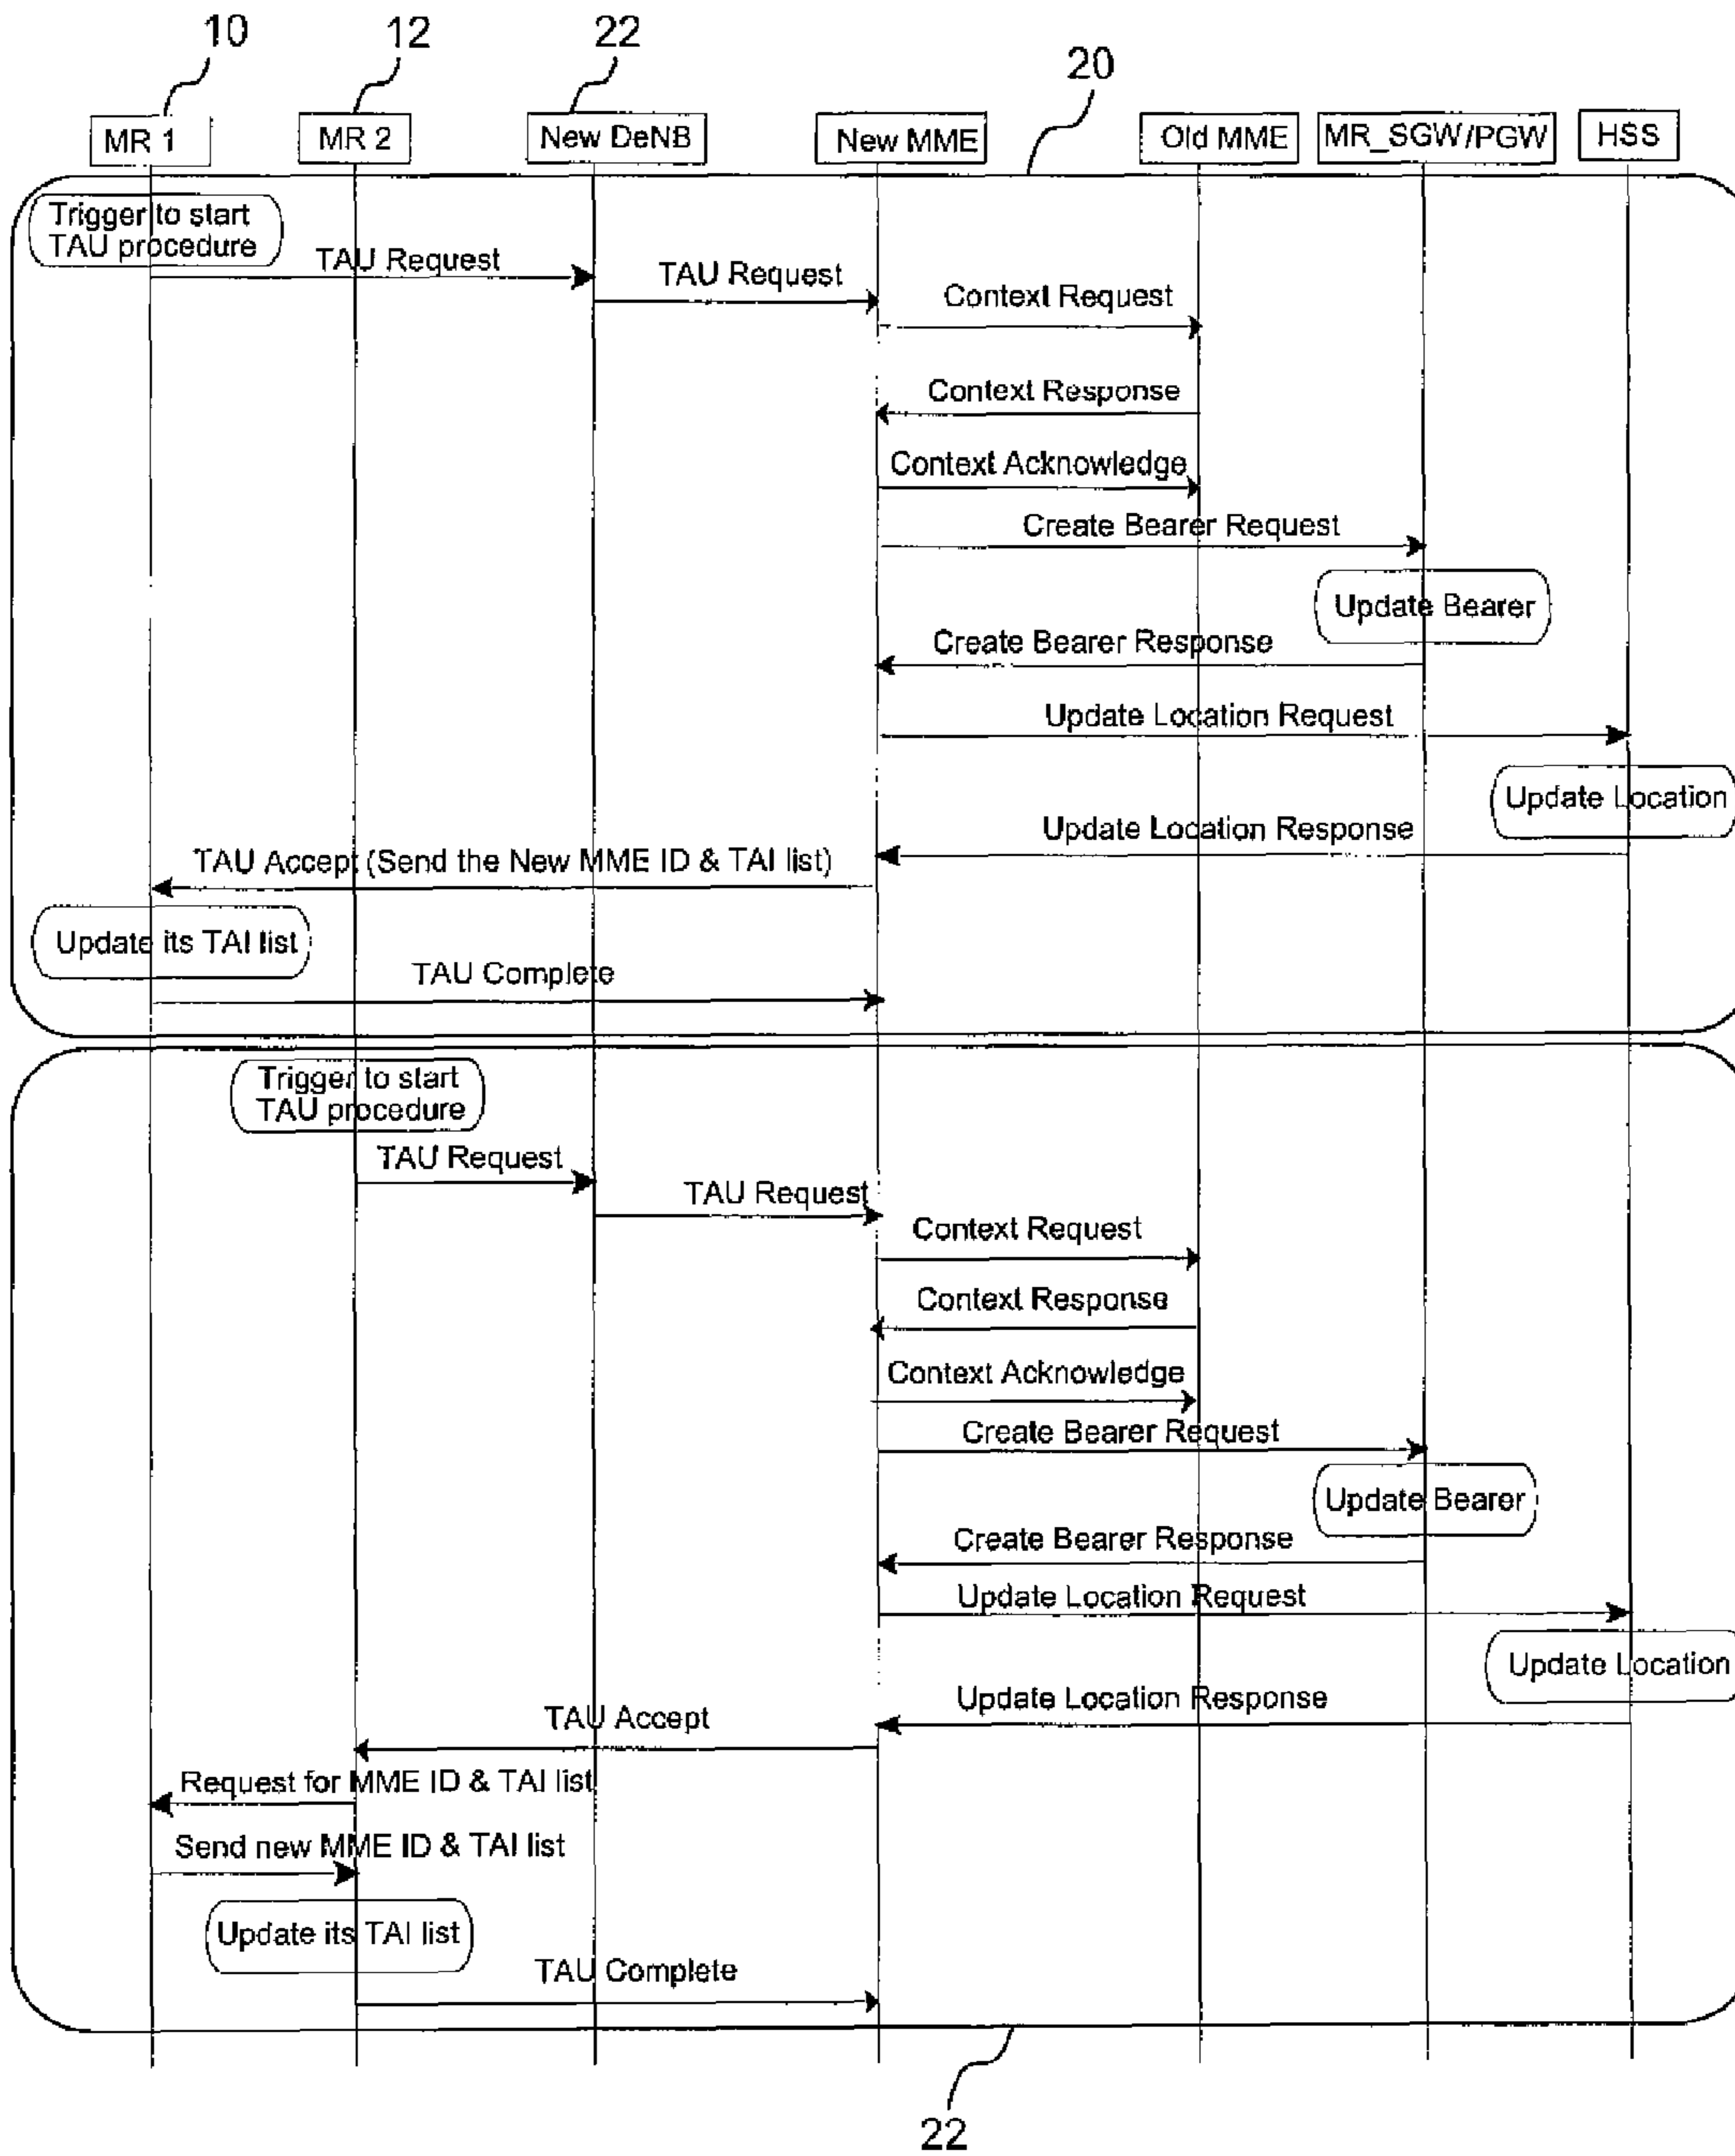 10
12
22
20
MR 1
MR 2
New DeNB
New MME
Old MME
MR_SGW/PGW
HSS
Trigger to start
TAU procedure
TAU Request
TAU Request
Context Request
Context Response
Context Acknowledge
Create Bearer Request
Update Bearer
Create Bearer Response
Update Location Request
Update Location
Update Location Response
TAU Accept (Send the New MME ID & TAI list)
Update its TAI list
TAU Complete
Trigger to start
TAU procedure
TAU Request
TAU Request
Context Request
Context Response
Context Acknowledge
Create Bearer Request
Update Bearer
Create Bearer Response
Update Location Request
Update Location
Update Location Response
TAU Accept
Request for MME ID & TAI list
Send new MME ID & TAI list
Update its TAI list
TAU Complete
22